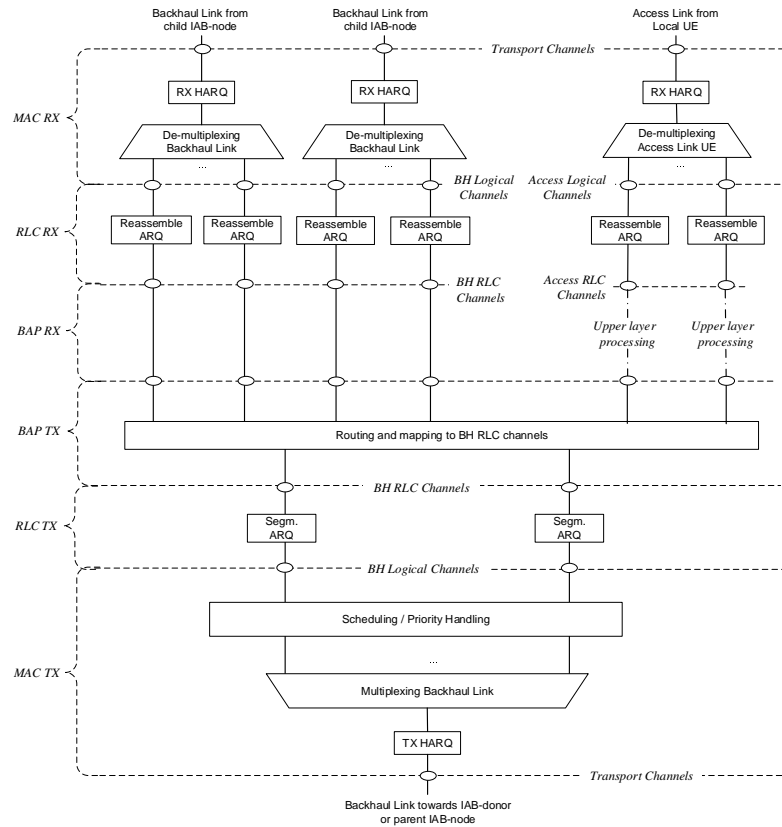 Backhaul Link from
child IAB-node
Backhaul Link from
child IAB-node
Access Link from
Local UE
Transport Channels
MAC RX
RX HARQ
RX HARQ
RX HARQ
De-multiplexing
Backhaul Link
De-multiplexing
Backhaul Link
De-multiplexing
Access Link UE
...
...
...
BH Logical
Channels
Access Logical
Channels
RLC RX
Reassemble
ARQ
Reassemble
ARQ
Reassemble
ARQ
Reassemble
ARQ
Reassemble
ARQ
Reassemble
ARQ
BH RLC
Channels
Access RLC
Channels
BAP RX
Upper layer
processing
Upper layer
processing
BAP TX
Routing and mapping to BH RLC channels
BH RLC Channels
RLC TX
Segm.
ARQ
Segm.
ARQ
BH Logical Channels
Scheduling / Priority Handling
MAC TX
...
Multiplexing Backhaul Link
TX HARQ
Transport Channels
Backhaul Link towards IAB-donor
or parent IAB-node